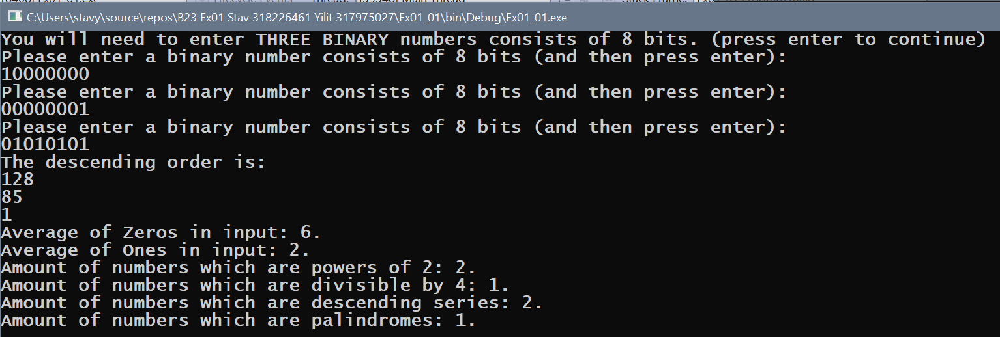 C:\Users\stavy\source\repos\B23 Ex01 Stav 318226461 Yilit 317975027\Ex01_01\bin\Debug\Ex01_01.exe
You will need to enter THREE BINARY numbers consists of 8 bits. (press enter to continue)
Please enter a binary number consists of 8 bits (and then press enter):
10000000
Please enter a binary number consists of 8 bits (and then press enter):
00000001
Please enter a binary number consists of 8 bits (and then press enter):
01010101
The descending order is:
128
85
1
Average of Zeros in input: 6.
Average of Ones in input: 2.
Amount of numbers which are powers of 2: 2.
Amount of numbers which are divisible by 4: 1.
Amount of numbers which are descending series: 2.
Amount of numbers which are palindromes: 1.